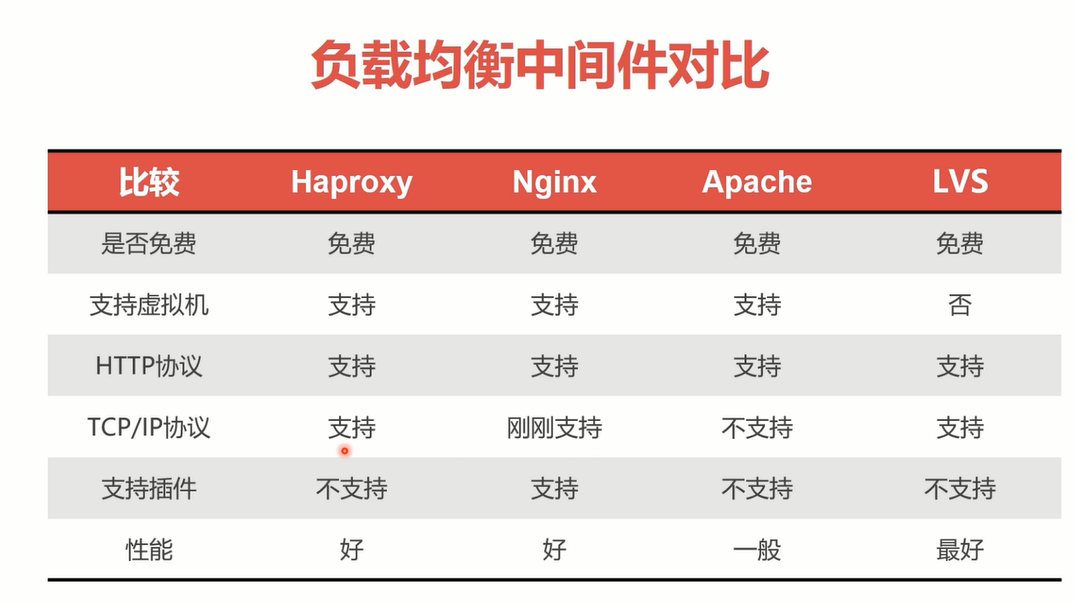 负载均衡中间件对比
比较 Haproxy Nginx Apache LVS
是否免费 免费 免费 免费 免费
支持虚拟机 支持 支持 支持 否
HTTP协议 支持 支持 支持 支持
TCP/IP协议 支持 刚刚支持 不支持 支持
支持插件 不支持 支持 不支持 不支持
性能 好 好 一般 最好